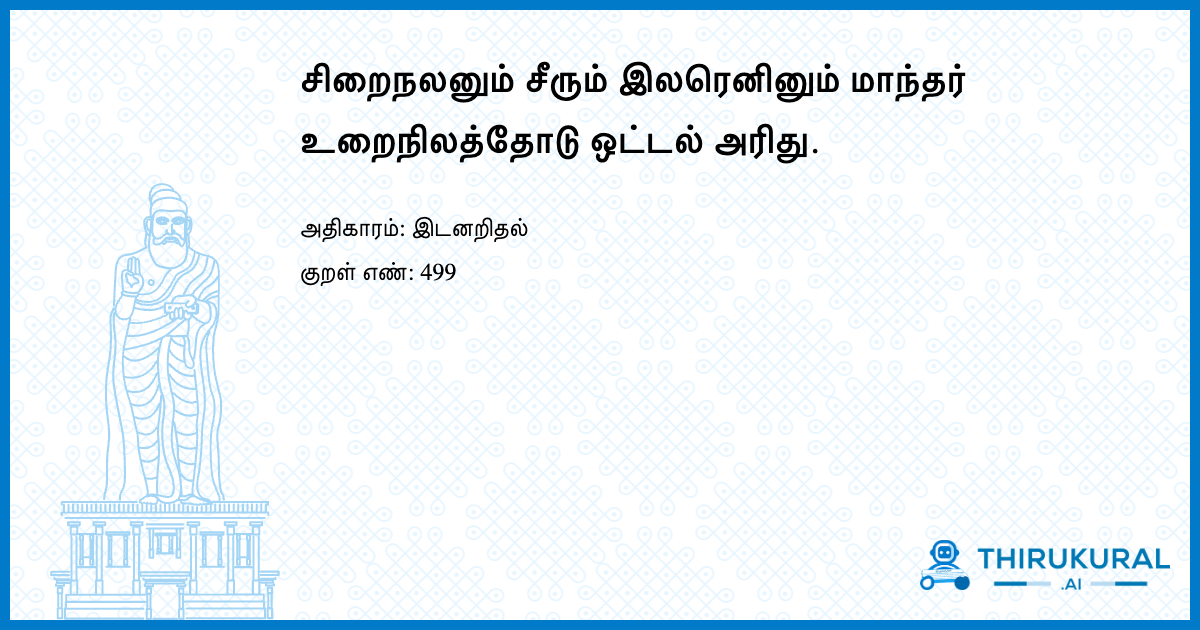 சிறைநலனும் சீரும் இலரெனினும் மாந்தர்
உறைநிலத்தோடு ஒட்டல் அரிது.
அதிகாரம்: இடனறிதல்
குறள் எண்: 499
THIRUKURAL
.AI